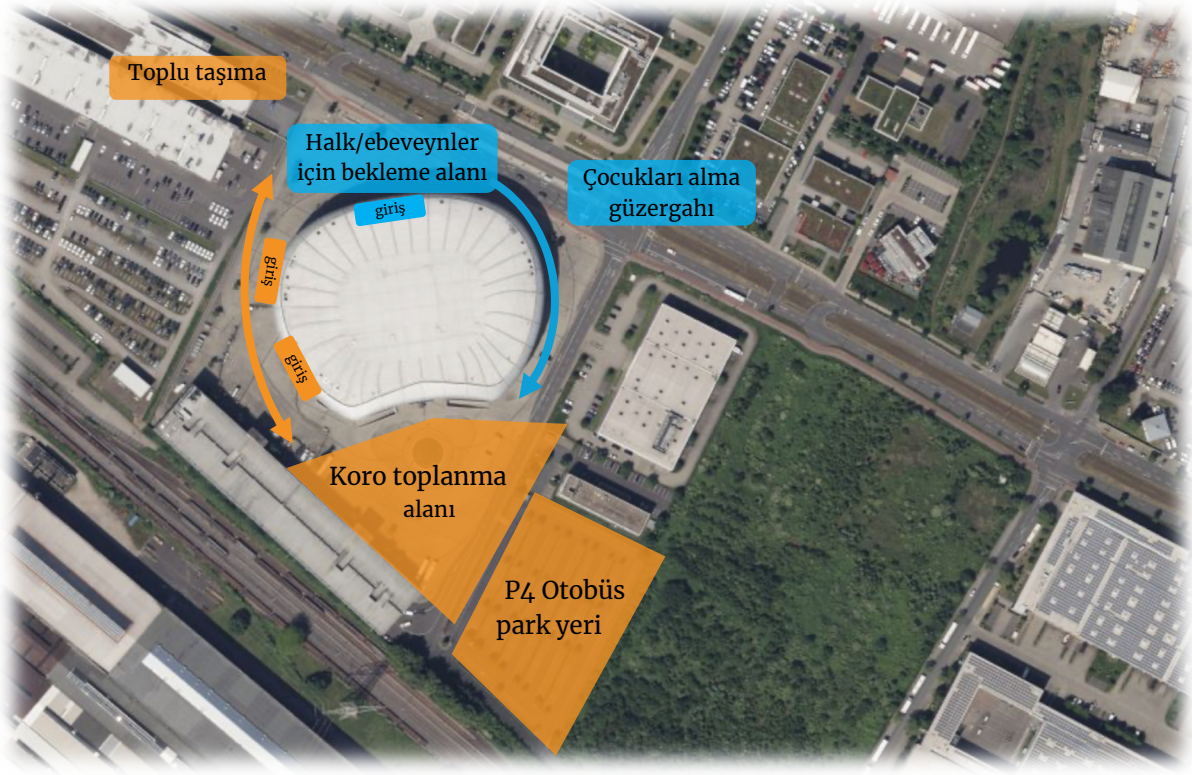 Toplu taşıma
Halk/ebeveynler
için bekleme alanı
Çocukları alma
güzergahı
giriş
giriş
giriş
Koro toplanma
alanı
P4 Otobüs
park yeri